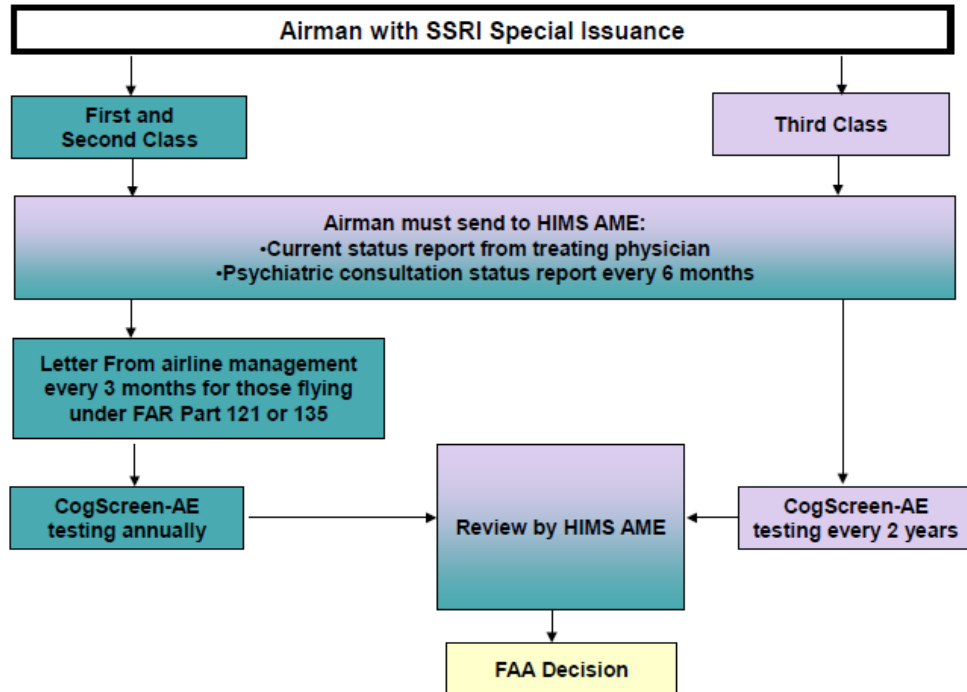 Airman with SSRI Special Issuance
First and
Second Class
Third Class
Airman must send to HIMS AME:
•Current status report from treating physician
•Psychiatric consultation status report every 6 months
Letter From airline management
every 3 months for those flying
under FAR Part 121 or 135
CogScreen-AE
testing annually
Review by HIMS AME
CogScreen-AE
testing every 2 years
FAA Decision